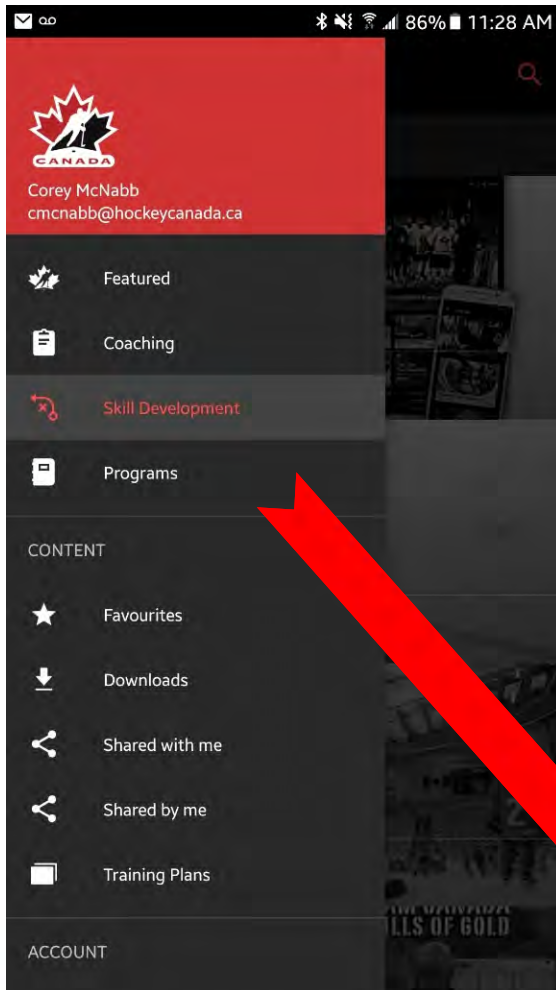 86% 11:28 AM
CANADA
Corey McNabb
cmcnabb@hockeycanada.ca
Featured
Coaching
Skill Development
Programs
CONTENT
Favourites
Downloads
Shared with me
Shared by me
Training Plans
ACCOUNT
LLS OF GOLD